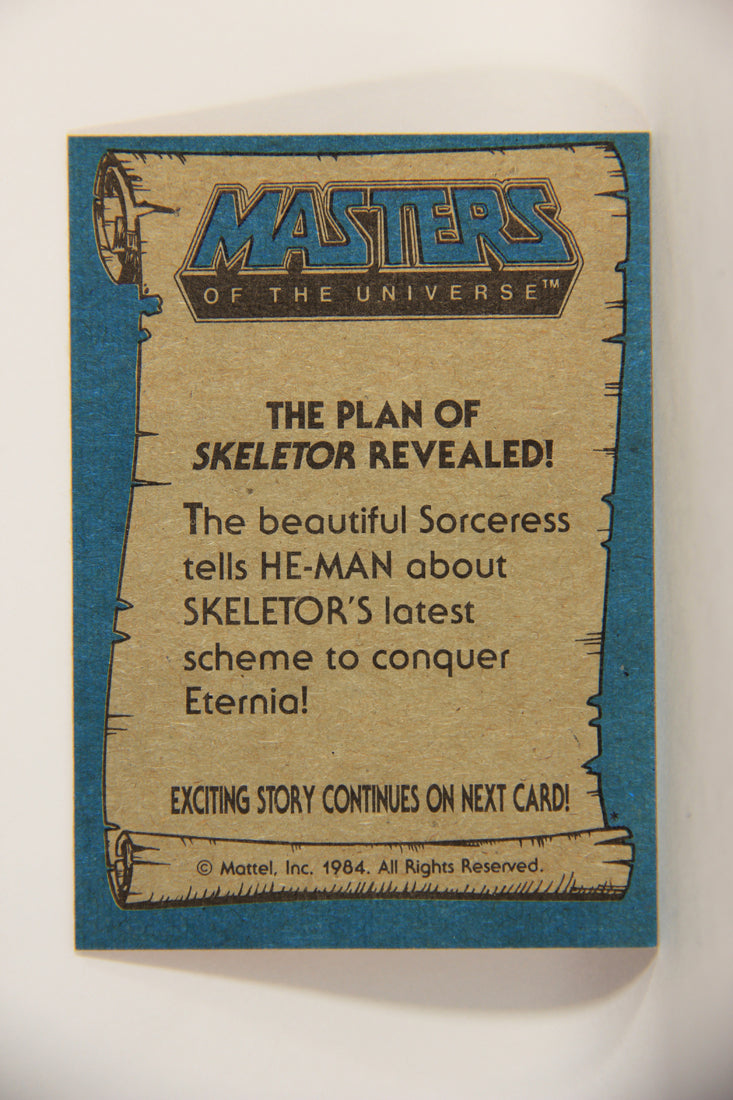 MASTERS
OF THE UNIVERSE™
THE PLAN OF
SKELETOR REVEALED!
The beautiful Sorceress
tells HE-MAN about
SKELETOR'S latest
scheme to conquer
Eternia!
EXCITING STORY CONTINUES ON NEXT CARD!
*
© Mattel, Inc. 1984. All Rights Reserved.